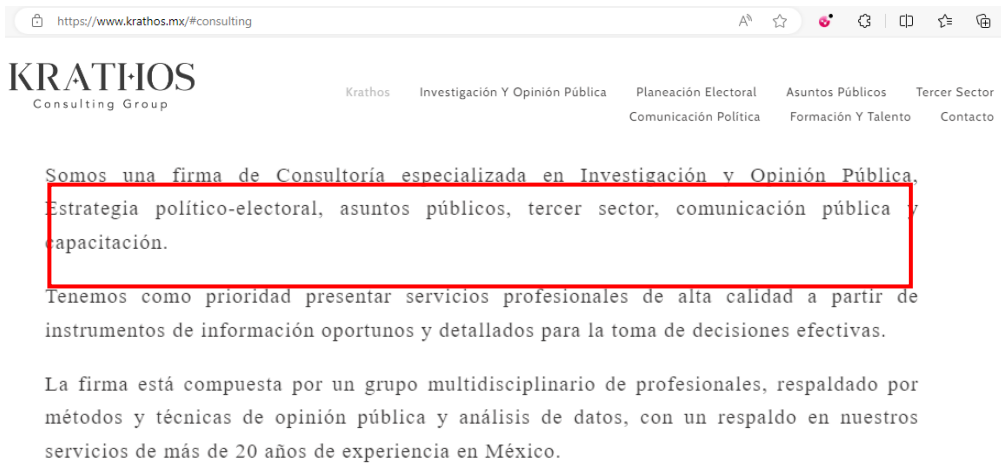 https://www.krathos.mx/#consulting
KRATHOS
Consulting Group
Krathos Investigación Y Opinión Pública Planeación Electoral Asuntos Públicos Tercer Sector
Comunicación Política Formación Y Talento Contacto
Somos una firma de Consultoría especializada en Investigación y Opinión Pública,
Estrategia político-electoral, asuntos públicos, tercer sector, comunicación pública y
capacitación.
Tenemos como prioridad presentar servicios profesionales de alta calidad a partir de
instrumentos de información oportunos y detallados para la toma de decisiones efectivas.
La firma está compuesta por un grupo multidisciplinario de profesionales, respaldado por
métodos y técnicas de opinión pública y análisis de datos, con un respaldo en nuestros
servicios de más de 20 años de experiencia en México.